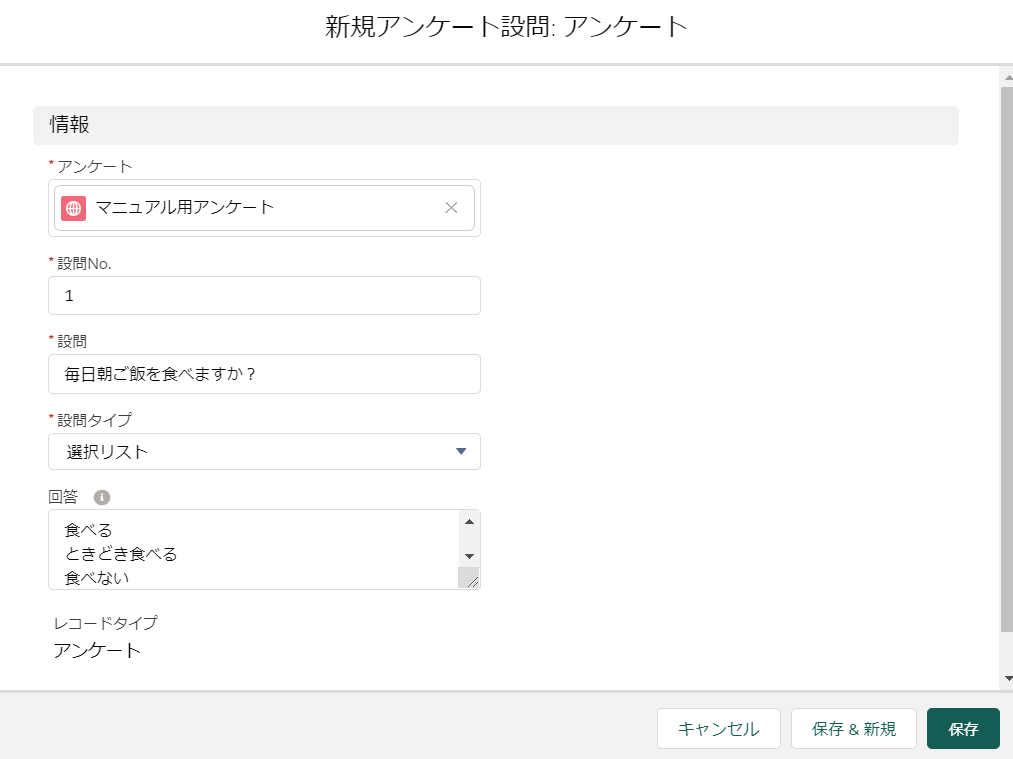 新規アンケート設問: アンケート
情報
* アンケート
マニュアル用アンケート
* 設問No.
1
* 設問
毎日朝ご飯を食べますか？
* 設問タイプ
選択リスト
回答
食べる
ときどき食べる
食べない
レコードタイプ
アンケート
キャンセル
保存 & 新規
保存